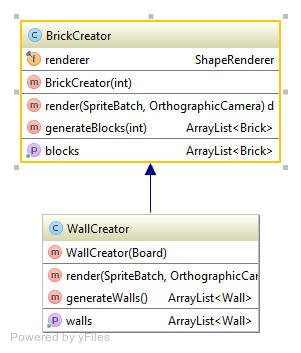 C BrickCreator
f renderer ShapeRenderer
m BrickCreator(int)
m render(SpriteBatch, OrthographicCamera) d
m generateBlocks(int) ArrayList<Brick>
p blocks ArrayList<Brick>
C WallCreator
m WallCreator(Board)
m render(SpriteBatch, OrthographicCar
m generateWalls() ArrayList<Wall>
p walls ArrayList<Wall>
Powered by yFiles